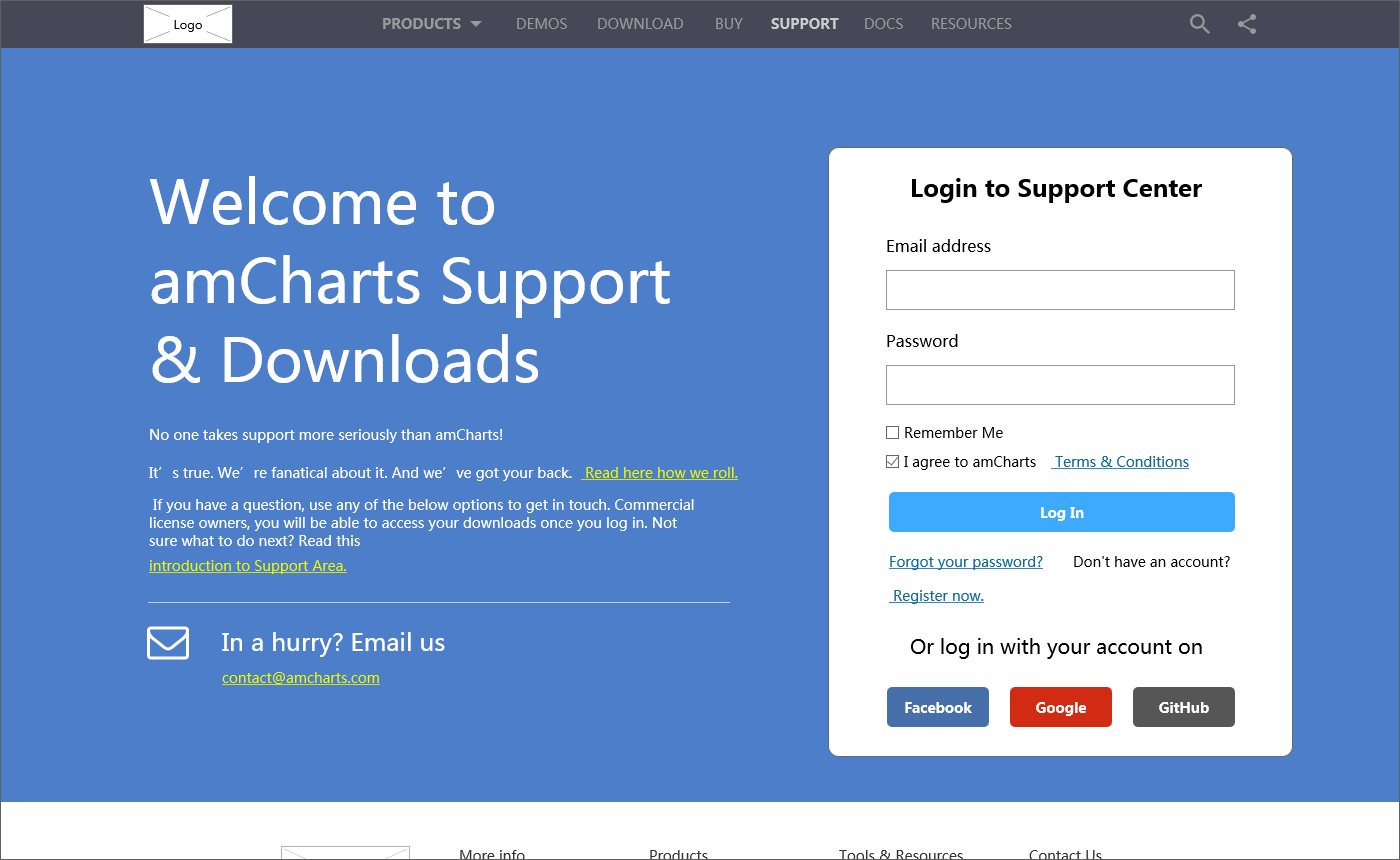 Logo
PRODUCTS DEMOS DOWNLOAD BUY SUPPORT DOCS RESOURCES
Welcome to
amCharts Support
& Downloads
No one takes support more seriously than amCharts!
It’s true. We’re fanatical about it. And we’ve got your back. Read here how we roll.
If you have a question, use any of the below options to get in touch. Commercial
license owners, you will be able to access your downloads once you log in. Not
sure what to do next? Read this
introduction to Support Area.
In a hurry? Email us
contact@amcharts.com
Login to Support Center
Email address
Password
Remember Me
I agree to amCharts Terms & Conditions
Log In
Forgot your password? Don't have an account?
Register now.
Or log in with your account on
Facebook Google GitHub
More info Products Tools & Resources Contact Us